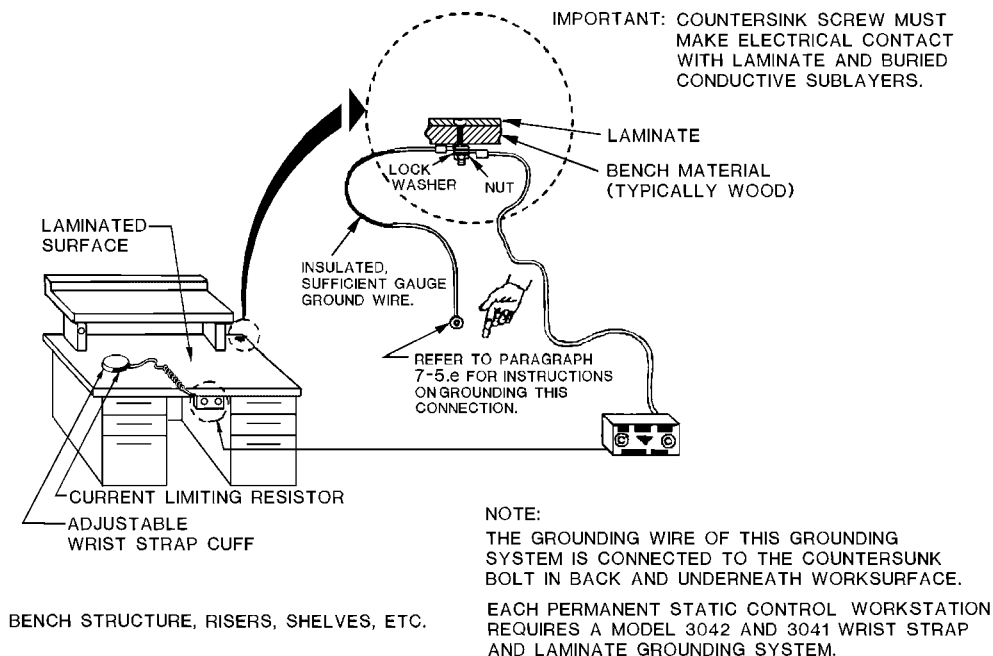 IMPORTANT: COUNTERSINK SCREW MUST
MAKE ELECTRICAL CONTACT
WITH LAMINATE AND BURIED
CONDUCTIVE SUBLAYERS.
LAMINATE
BENCH MATERIAL
(TYPICALLY WOOD)
LOCK
WASHER
NUT
LAMINATED
SURFACE
INSULATED,
SUFFICIENT GAUGE
GROUND WIRE.
REFER TO PARAGRAPH
7-5.e FOR INSTRUCTIONS
ON GROUNDING THIS
CONNECTION.
CURRENT LIMITING RESISTOR
ADJUSTABLE
WRIST STRAP CUFF
NOTE:
THE GROUNDING WIRE OF THIS GROUNDING
SYSTEM IS CONNECTED TO THE COUNTERSUNK
BOLT IN BACK AND UNDERNEATH WORKSURFACE.
BENCH STRUCTURE, RISERS, SHELVES, ETC.
EACH PERMANENT STATIC CONTROL WORKSTATION
REQUIRES A MODEL 3042 AND 3041 WRIST STRAP
AND LAMINATE GROUNDING SYSTEM.